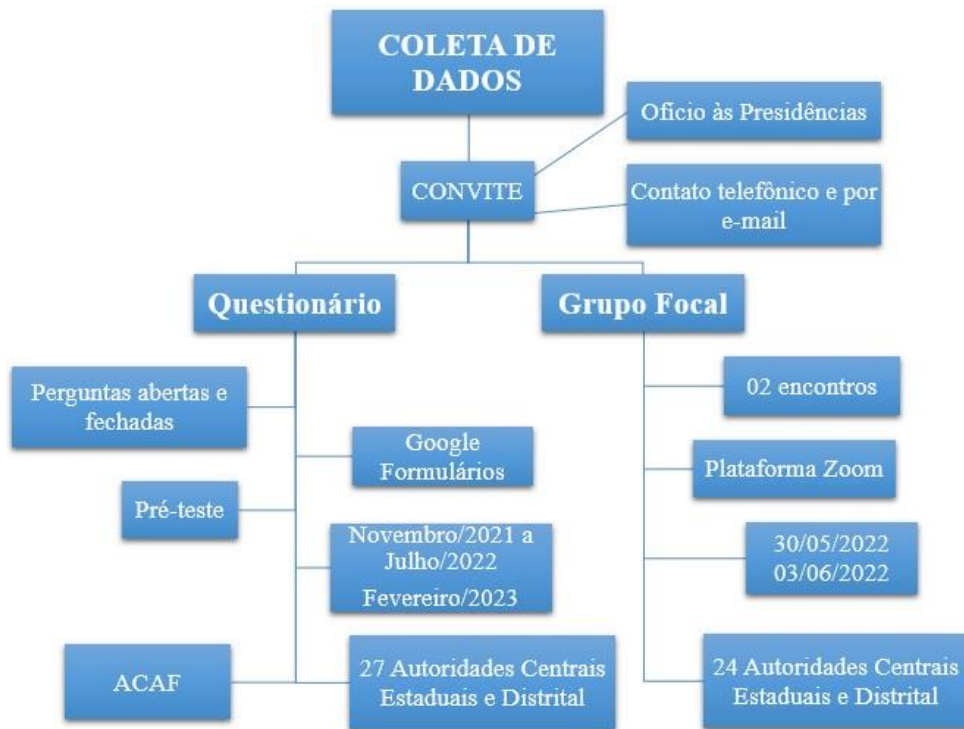 COLETA DE
DADOS
Ofício às Presidências
CONVITE
Contato telefônico e por
e-mail
Questionário
Grupo Focal
Perguntas abertas e
fechadas
Google
Formulários
Pré-teste
Novembro/2021 a
Julho/2022
Fevereiro/2023
ACAF
27 Autoridades Centrais
Estaduais e Distrital
02 encontros
Plataforma Zoom
30/05/2022
03/06/2022
24 Autoridades Centrais
Estaduais e Distrital